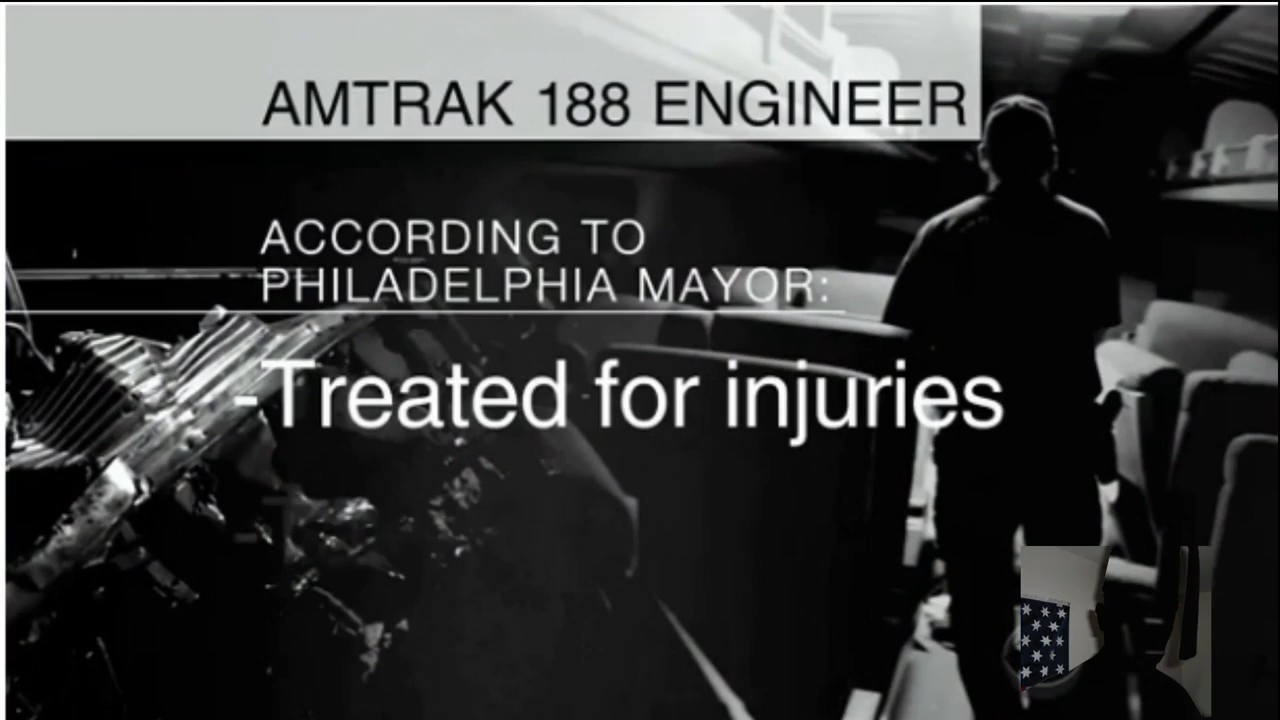 AMTRAK 188 ENGINEER
ACCORDING TO
PHILADELPHIA MAYOR:
-Treated for injuries